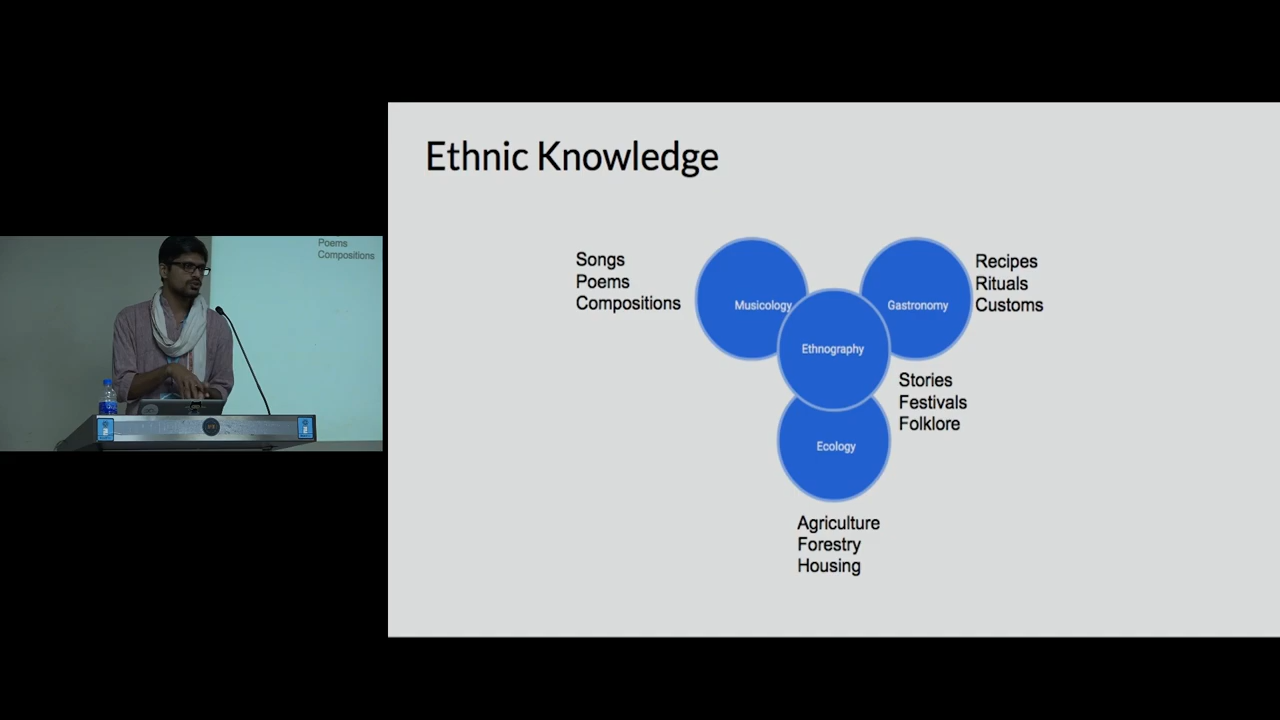 Poems
Compositions
Ethnic Knowledge
Songs
Poems
Compositions
Musicology
Gastronomy
Recipes
Rituals
Customs
Ethnography
Stories
Festivals
Folklore
Ecology
Agriculture
Forestry
Housing